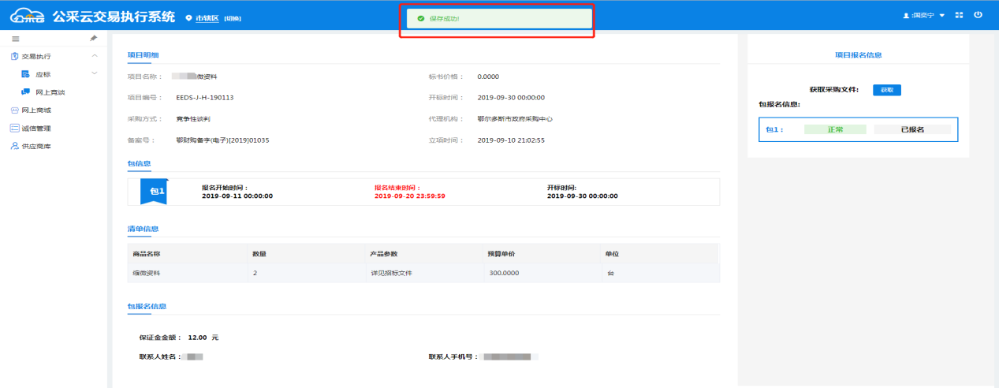 公采云 公采云交易执行系统 市辖区 [切换] 保存成功! :国奕宁
交易执行
应标
网上竞谈
网上商城
诚信管理
供应商库
项目明细
项目名称： 微资料 标书价格： 0.0000
项目编号： EEDS-J-H-190113 开标时间： 2019-09-30 00:00:00
采购方式： 竞争性谈判 代理机构： 鄂尔多斯市政府采购中心
备案号： 鄂财购备字(电子)[2019]01035 立项时间： 2019-09-10 21:02:55
包信息
包1
报名开始时间： 报名结束时间： 开标时间:
2019-09-11 00:00:00 2019-09-20 23:59:59 2019-09-30 00:00:00
清单信息
商品名称 数量 产品参数 预算单价 单位
缩微资料 2 详见招标文件 300.0000 台
包报名信息
保证金金额： 12.00 元
联系人姓名： 联系人手机号：
项目报名信息
获取采购文件: 获取
包报名信息:
包1： 正常 已报名